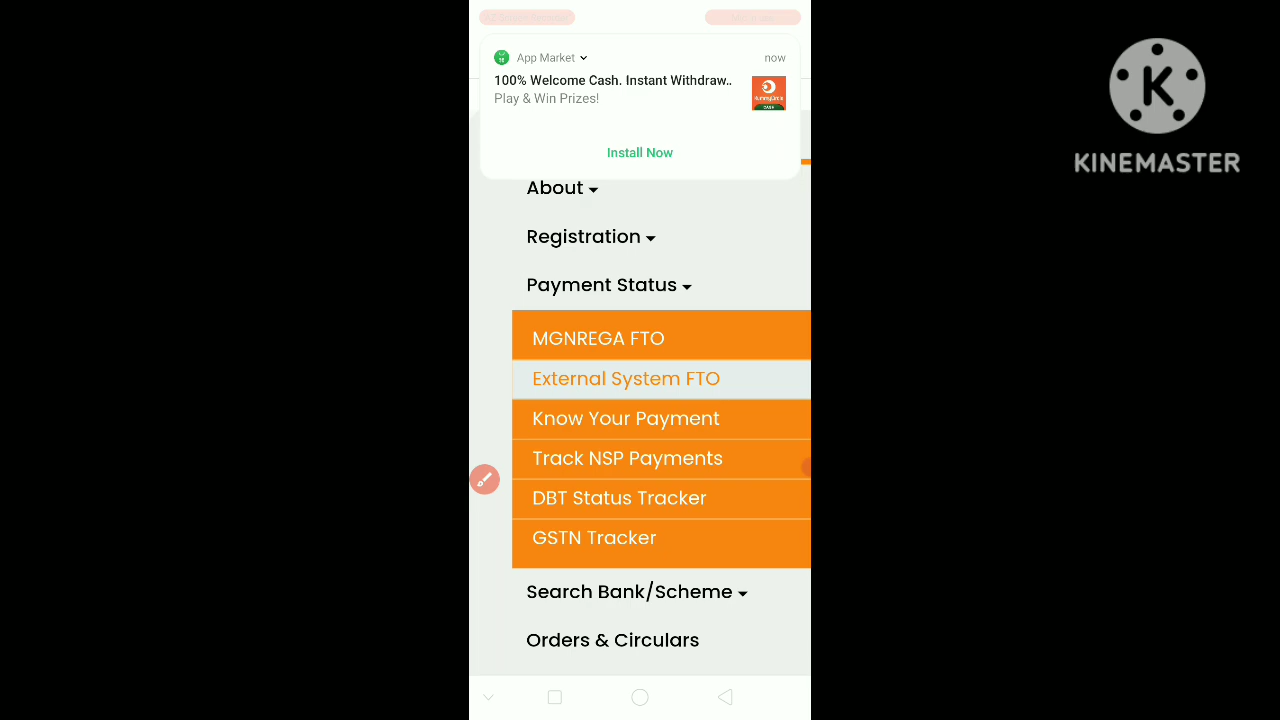 App Market
now
100% Welcome Cash. Instant Withdraw..
Play & Win Prizes!
RummyCircle
CASH
Install Now
About
Registration
Payment Status
MGNREGA FTO
External System FTO
Know Your Payment
Track NSP Payments
DBT Status Tracker
GSTN Tracker
Search Bank/Scheme
Orders & Circulars
K
KINEMASTER